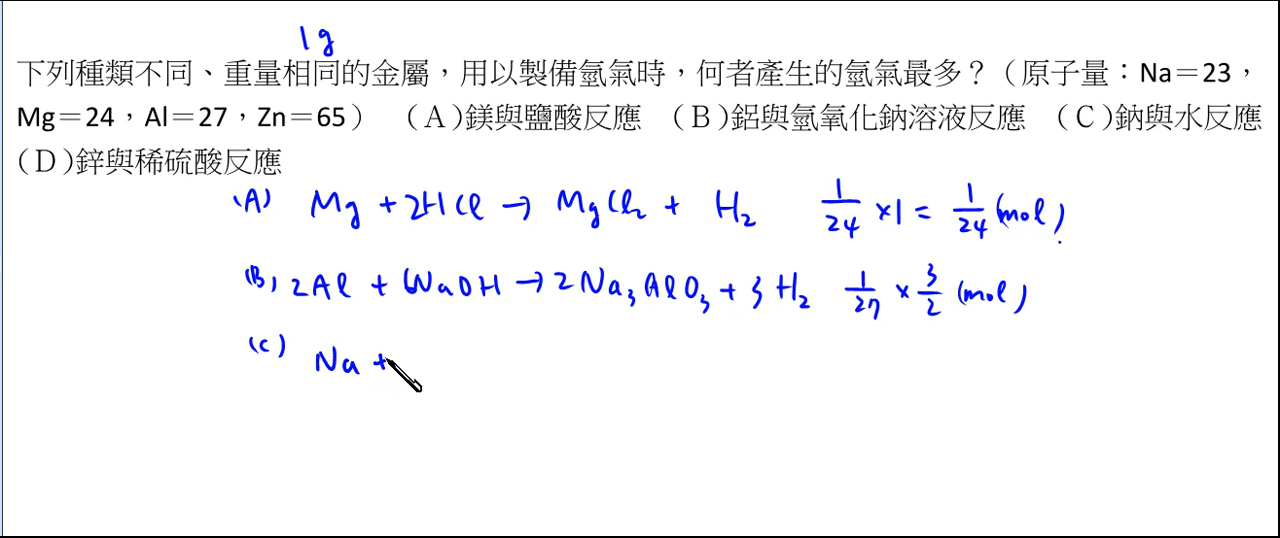 1g
下列種類不同、重量相同的金屬，用以製備氫氣時，何者產生的氫氣最多？（原子量：Na＝23，
Mg＝24，Al＝27，Zn＝65）（Ａ）鎂與鹽酸反應（Ｂ）鋁與氫氧化鈉溶液反應（Ｃ）鈉與水反應
（Ｄ）鋅與稀硫酸反應
(A) Mg + 2HCl → MgCl₂ + H₂ 1/24 × 1 = 1/24 (mol)
(B) 2Al + 6NaOH → 2Na₃AlO₃ + 3H₂ 1/27 × 3/2 (mol)
(C) Na +